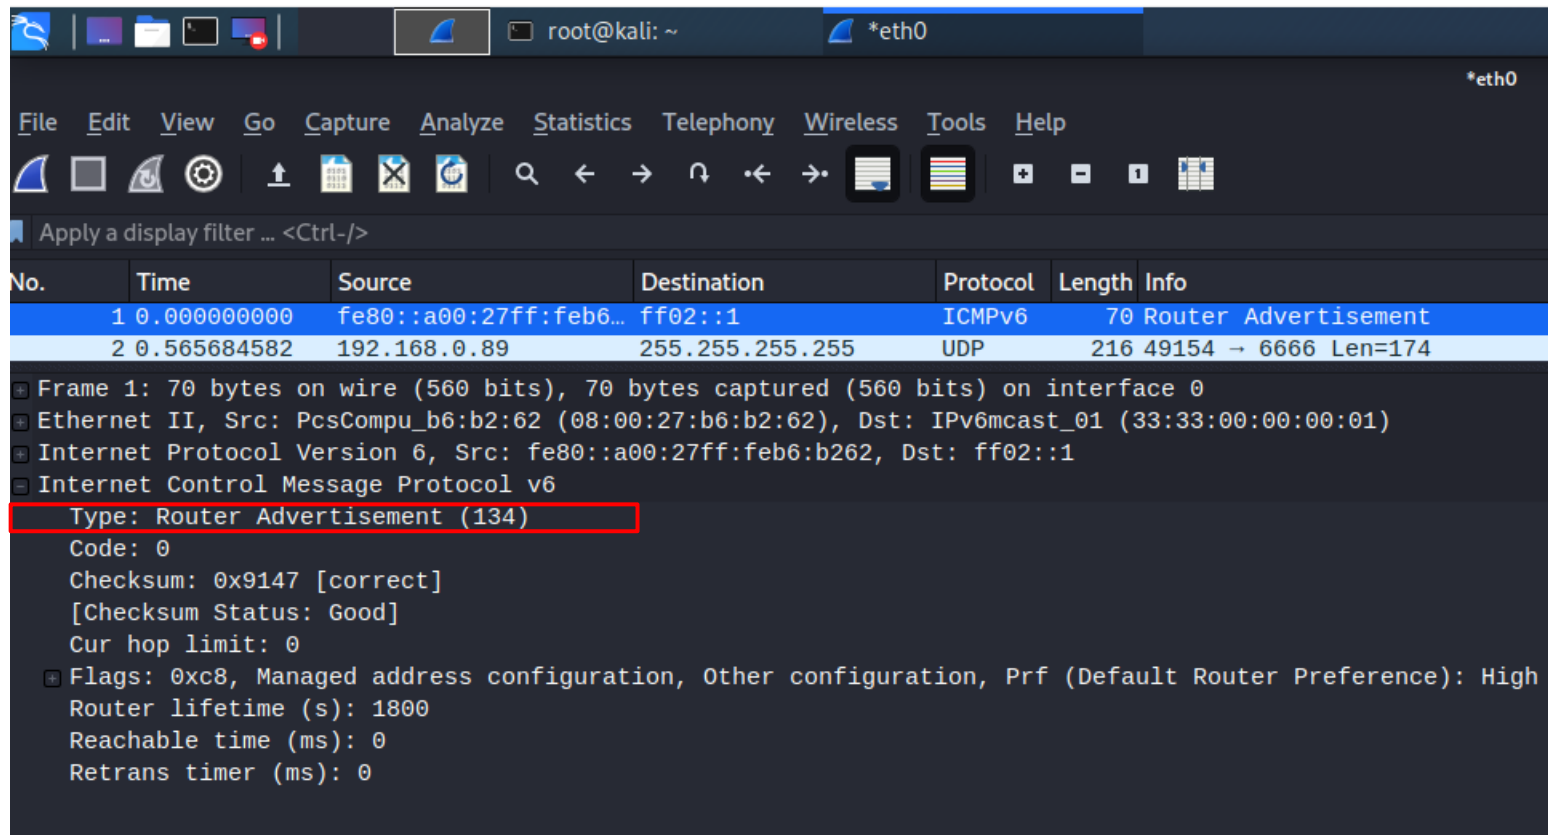 root@kali: ~
*eth0
*eth0
File Edit View Go Capture Analyze Statistics Telephony Wireless Tools Help
Apply a display filter ... <Ctrl-/>
No. Time Source Destination Protocol Length Info
1 0.000000000 fe80::a00:27ff:feb6… ff02::1 ICMPv6 70 Router Advertisement
2 0.565684582 192.168.0.89 255.255.255.255 UDP 216 49154 → 6666 Len=174
Frame 1: 70 bytes on wire (560 bits), 70 bytes captured (560 bits) on interface 0
Ethernet II, Src: PcsCompu_b6:b2:62 (08:00:27:b6:b2:62), Dst: IPv6mcast_01 (33:33:00:00:00:01)
Internet Protocol Version 6, Src: fe80::a00:27ff:feb6:b262, Dst: ff02::1
Internet Control Message Protocol v6
Type: Router Advertisement (134)
Code: 0
Checksum: 0x9147 [correct]
[Checksum Status: Good]
Cur hop limit: 0
Flags: 0xc8, Managed address configuration, Other configuration, Prf (Default Router Preference): High
Router lifetime (s): 1800
Reachable time (ms): 0
Retrans timer (ms): 0